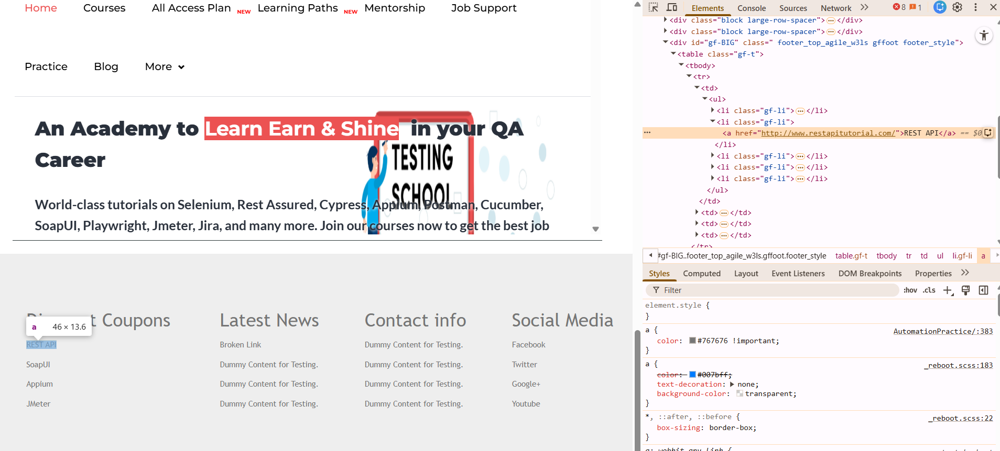 Home Courses All Access Plan NEW Learning Paths NEW Mentorship Job Support
Practice Blog More
An Academy to Learn Earn & Shine in your QA
Career
TESTING
SCHOOL
World-class tutorials on Selenium, Rest Assured, Cypress, Appium, Postman, Cucumber,
SoapUI, Playwright, Jmeter, Jira, and many more. Join our courses now to get the best job
Coupons Latest News Contact info Social Media
a 46 × 13.6
REST API Broken Link Dummy Content for Testing. Facebook
SoapUI Dummy Content for Testing. Dummy Content for Testing. Twitter
Appium Dummy Content for Testing. Dummy Content for Testing. Google+
JMeter Dummy Content for Testing. Dummy Content for Testing. Youtube
Elements Console Sources Network 8 1
<div class="block large-row-spacer"> ••• </div>
<div class="block large-row-spacer"> ••• </div>
<div id="gf-BIG" class=" footer_top_agile_w3ls gffoot footer_style">
<table class="gf-t">
<tbody>
<tr>
<td>
<ul>
<li class="gf-li"> ••• </li>
<li class="gf-li">
••• <a href="http://www.restapitutorial.com/">REST API</a> == $0
</li>
<li class="gf-li"> ••• </li>
<li class="gf-li"> ••• </li>
<li class="gf-li"> ••• </li>
</ul>
</td>
<td> ••• </td>
<td> ••• </td>
<td> ••• </td>
</tr>
#gf-BIG..footer_top_agile_w3ls.gffoot.footer_style table.gf-t tbody tr td ul li.gf-li a
Styles Computed Layout Event Listeners DOM Breakpoints Properties
Filter :hov .cls
element.style {
}
a { AutomationPractice/:383
color: #767676 !important;
}
a { _reboot.scss:183
color: #007bff;
text-decoration: none;
background-color: transparent;
}
*, ::after, ::before { _reboot.scss:22
box-sizing: border-box;
}